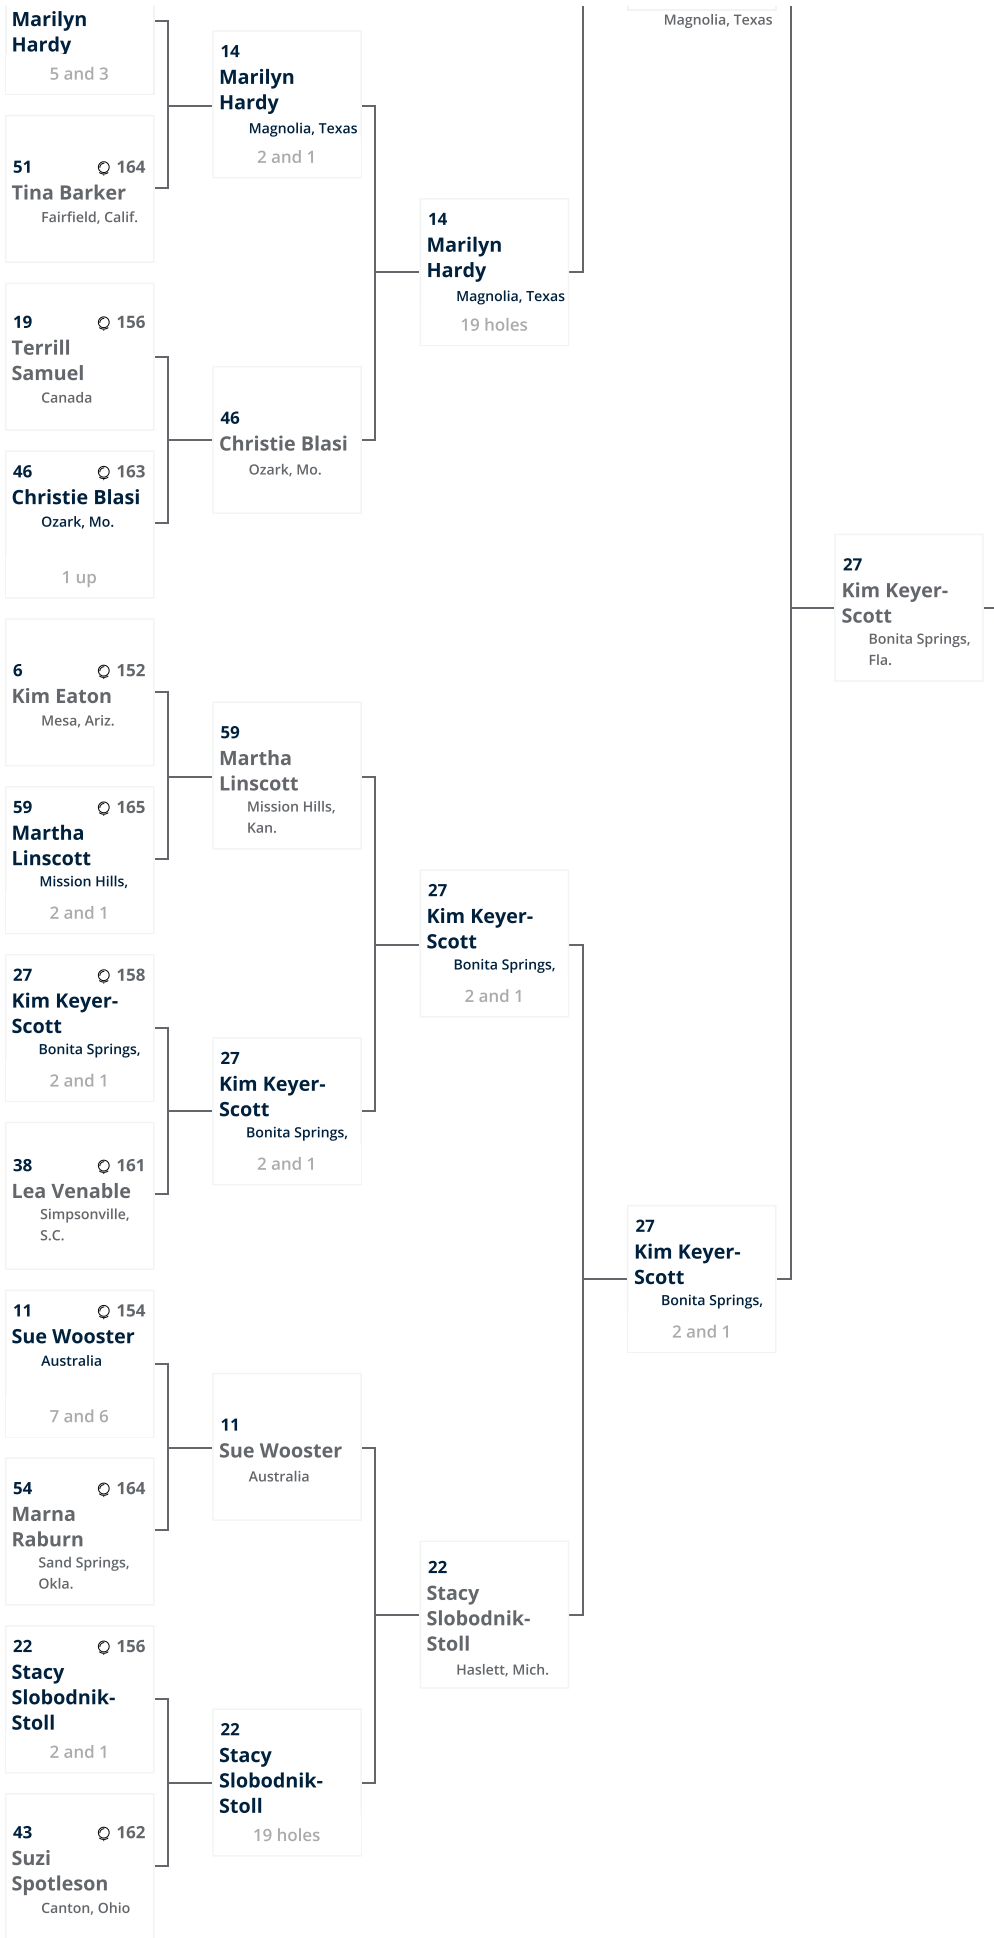 Marilyn
Hardy
5 and 3
51 164
Tina Barker
Fairfield, Calif.
19 156
Terrill
Samuel
Canada
46 163
Christie Blasi
Ozark, Mo.
1 up
6 152
Kim Eaton
Mesa, Ariz.
59 165
Martha
Linscott
Mission Hills,
2 and 1
27 158
Kim Keyer-
Scott
Bonita Springs,
2 and 1
38 161
Lea Venable
Simpsonville,
S.C.
11 154
Sue Wooster
Australia
7 and 6
54 164
Marna
Raburn
Sand Springs,
Okla.
22 156
Stacy
Slobodnik-
Stoll
2 and 1
43 162
Suzi
Spotleson
Canton, Ohio
14
Marilyn
Hardy
Magnolia, Texas
2 and 1
46
Christie Blasi
Ozark, Mo.
59
Martha
Linscott
Mission Hills,
Kan.
27
Kim Keyer-
Scott
Bonita Springs,
2 and 1
11
Sue Wooster
Australia
22
Stacy
Slobodnik-
Stoll
19 holes
14
Marilyn
Hardy
Magnolia, Texas
19 holes
27
Kim Keyer-
Scott
Bonita Springs,
2 and 1
22
Stacy
Slobodnik-
Stoll
Haslett, Mich.
Magnolia, Texas
27
Kim Keyer-
Scott
Bonita Springs,
2 and 1
27
Kim Keyer-
Scott
Bonita Springs,
Fla.